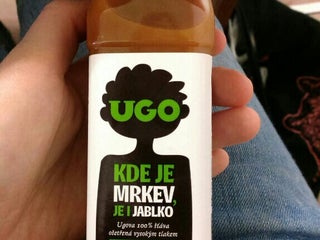 UGO
KDE JE
MRKEV,
JE I JABLKO
Ugova 100% šťáva
ošetřená vysokým tlakem